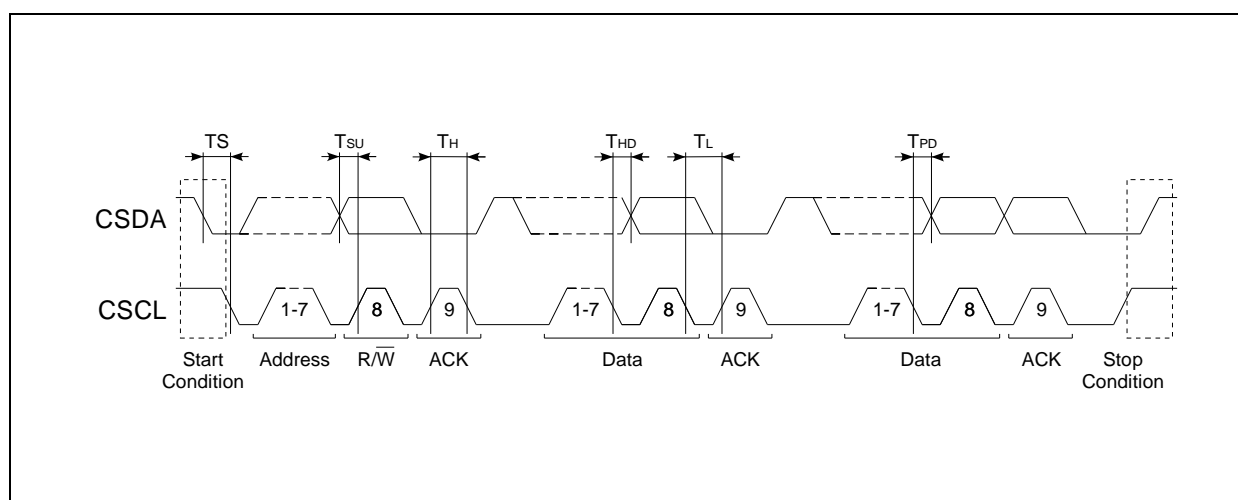 TS TSU TH THD TL TPD
CSDA
CSCL 1-7 8 9 1-7 8 9 1-7 8 9
Start Condition Address R/W̅ ACK Data ACK Data ACK Stop Condition